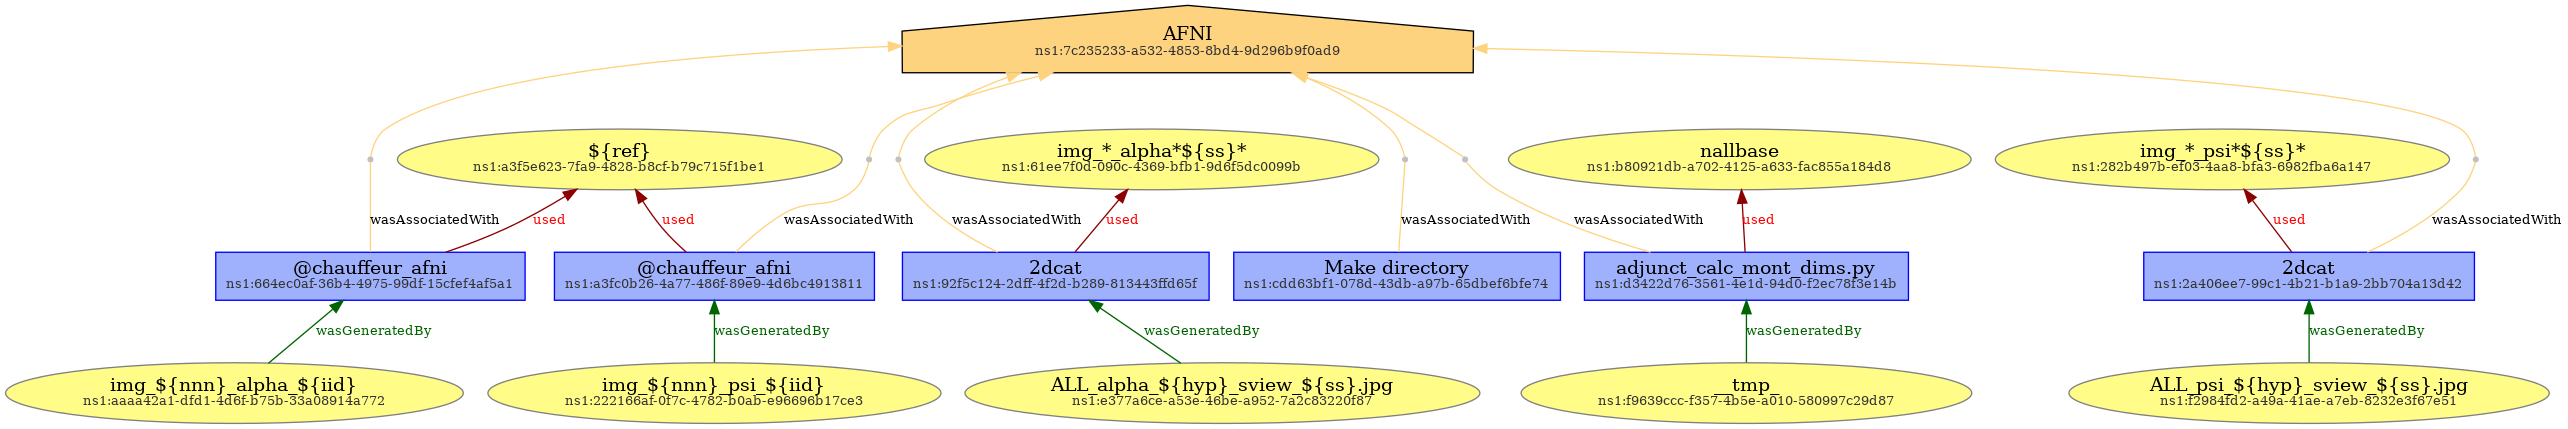 AFNI
ns1:7c235233-a532-4853-8bd4-9d296b9f0ad9
${ref}
ns1:a3f5e623-7fa9-4828-b8cf-b79c715f1be1
img_*_alpha*${ss}*
ns1:61ee7f0d-090c-4369-bfb1-9d6f5dc0099b
nallbase
ns1:b80921db-a702-4125-a633-fac855a184d8
img_*_psi*${ss}*
ns1:282b497b-ef03-4aa8-bfa3-6982fba6a147
wasAssociatedWith
used
used
wasAssociatedWith
wasAssociatedWith
used
wasAssociatedWith
wasAssociatedWith
used
used
wasAssociatedWith
@chauffeur_afni
ns1:664ec0af-36b4-4975-99df-15cfef4af5a1
@chauffeur_afni
ns1:a3fc0b26-4a77-486f-89e9-4d6bc4913811
2dcat
ns1:92f5c124-2dff-4f2d-b289-813443ffd65f
Make directory
ns1:cdd63bf1-078d-43db-a97b-65dbef6bfe74
adjunct_calc_mont_dims.py
ns1:d3422d76-3561-4e1d-94d0-f2ec78f3e14b
2dcat
ns1:2a406ee7-99c1-4b21-b1a9-2bb704a13d42
wasGeneratedBy
wasGeneratedBy
wasGeneratedBy
wasGeneratedBy
wasGeneratedBy
img_${nnn}_alpha_${iid}
ns1:aaaa42a1-dfd1-4d6f-b75b-33a08914a772
img_${nnn}_psi_${iid}
ns1:222166af-0f7c-4782-b0ab-e96696b17ce3
ALL_alpha_${hyp}_sview_${ss}.jpg
ns1:e377a6ce-a53e-46be-a952-7a2c83220f87
__tmp_
ns1:f9639ccc-f357-4b5e-a010-580997c29d87
ALL_psi_${hyp}_sview_${ss}.jpg
ns1:f2984fd2-a49a-41ae-a7eb-8232e3f67e51